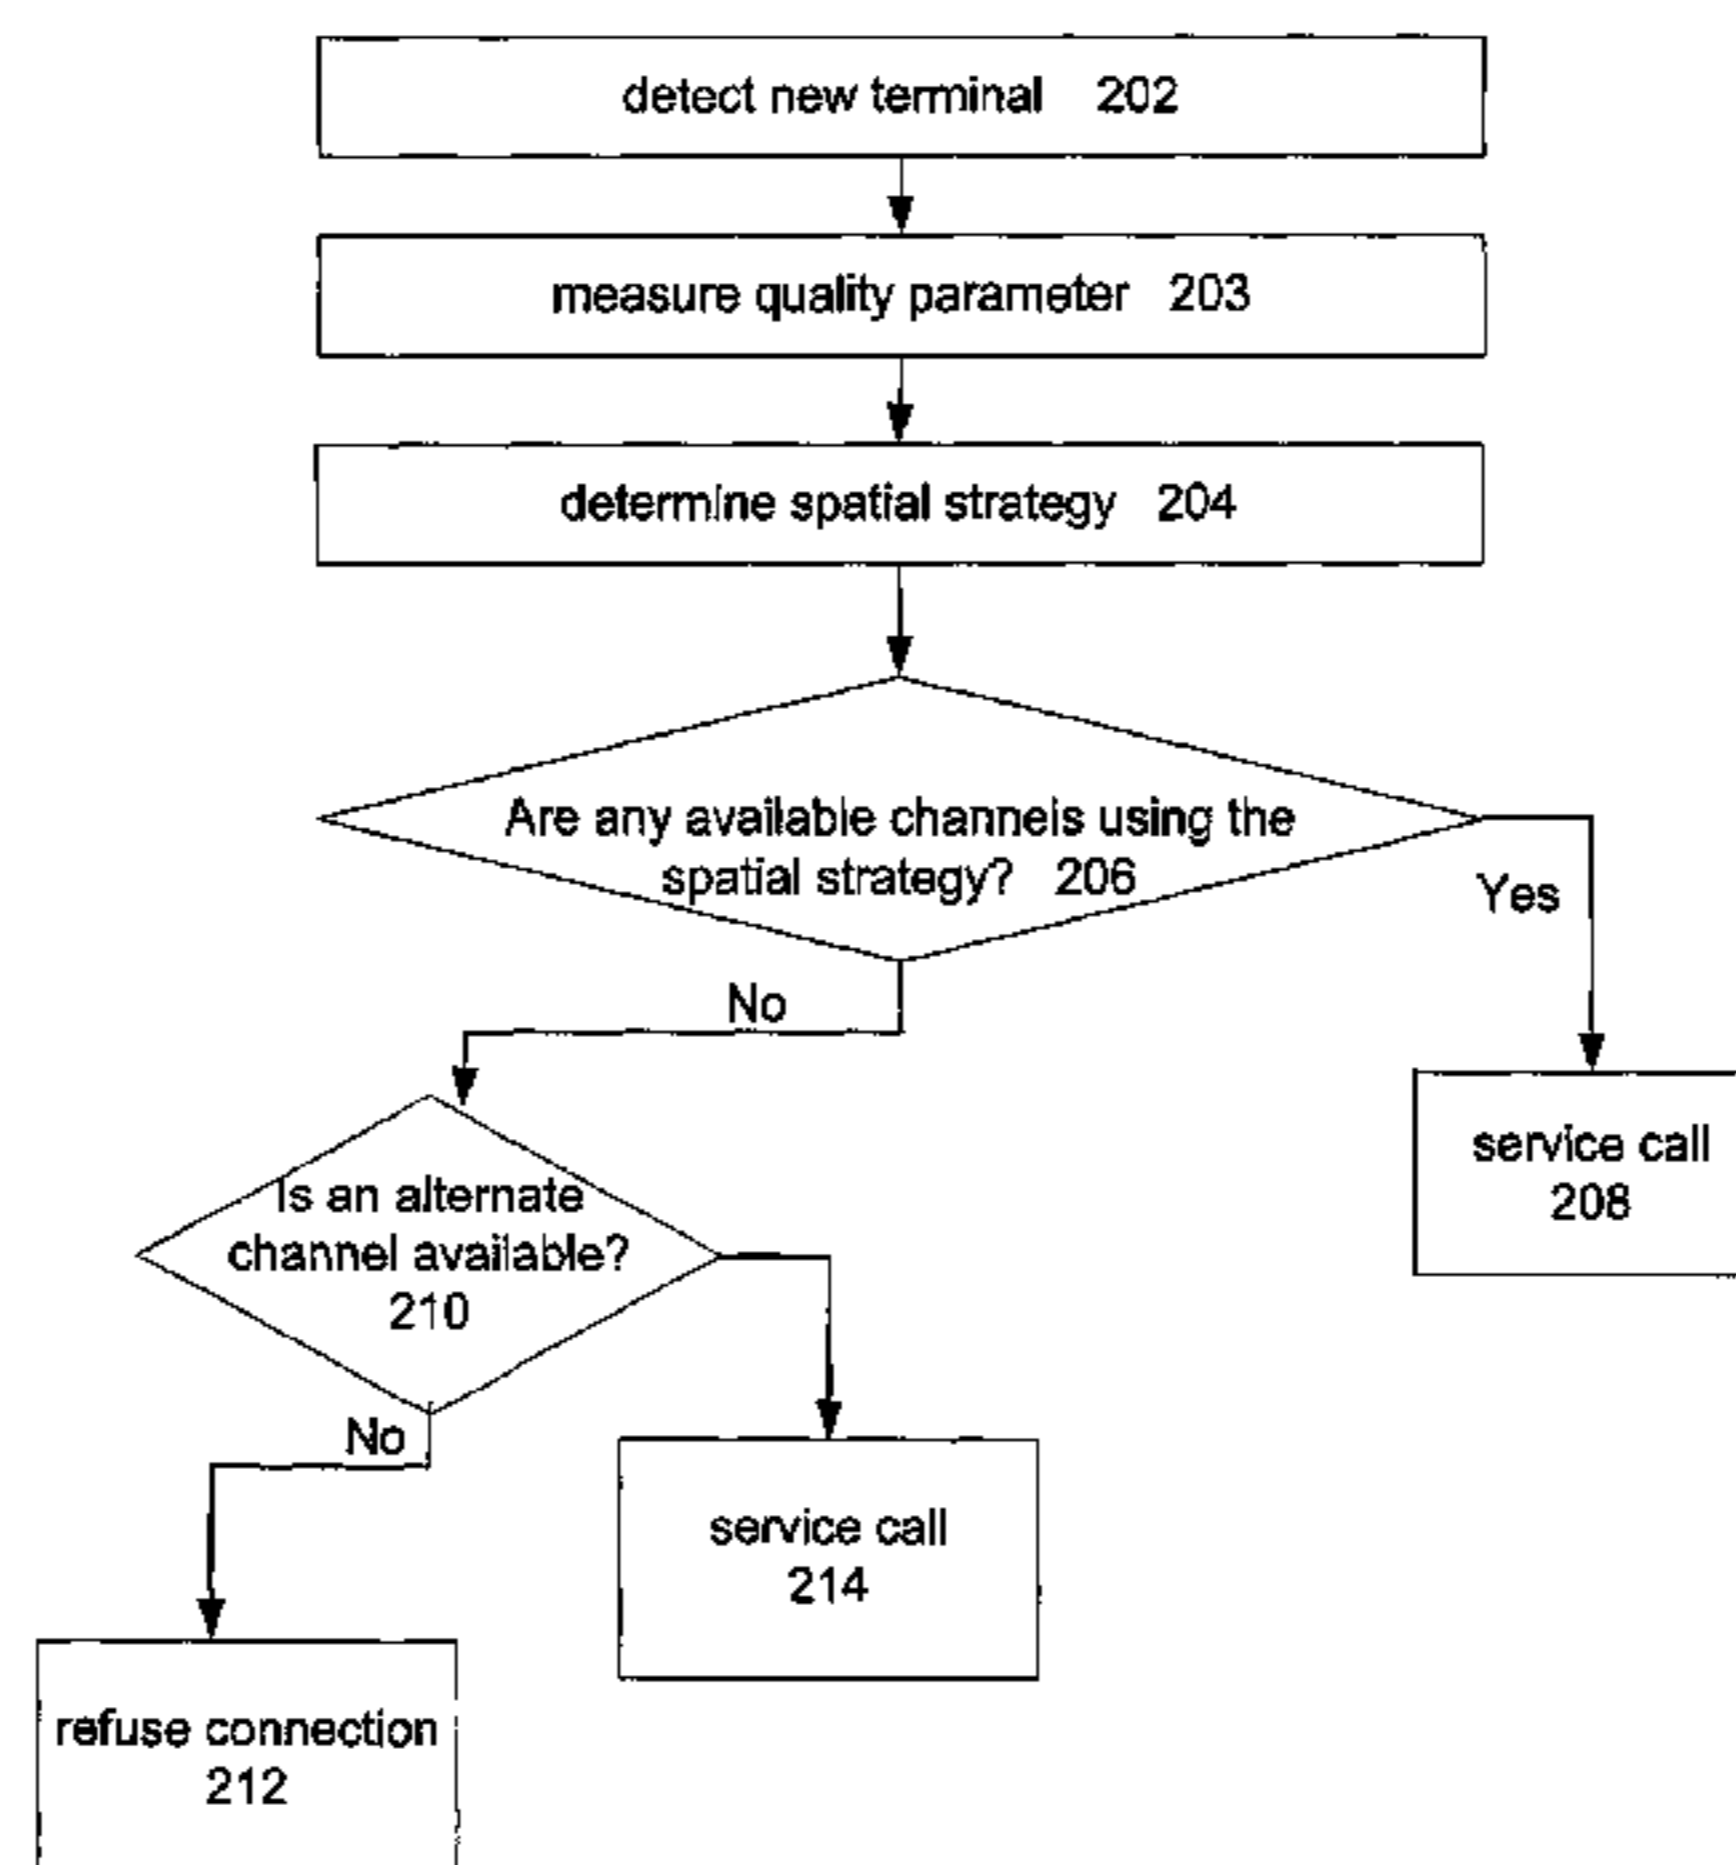 detect new terminal 202
measure quality parameter 203
determine spatial strategy 204
Are any available channels using the
spatial strategy? 206
Yes
No
service call
208
Is an alternate
channel available?
210
No
service call
214
refuse connection
212